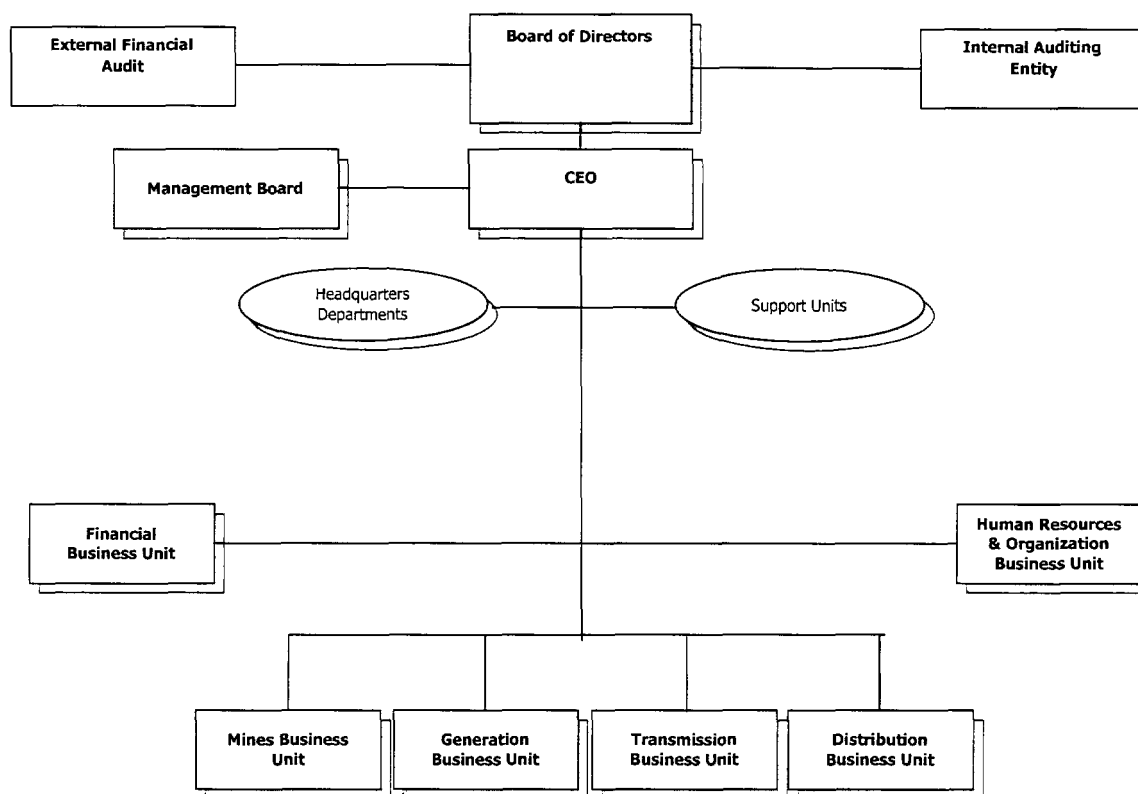 External Financial
Audit
Board of Directors
Internal Auditing
Entity
Management Board
CEO
Headquarters
Departments
Support Units
Financial
Business Unit
Human Resources
& Organization
Business Unit
Mines Business
Unit
Generation
Business Unit
Transmission
Business Unit
Distribution
Business Unit